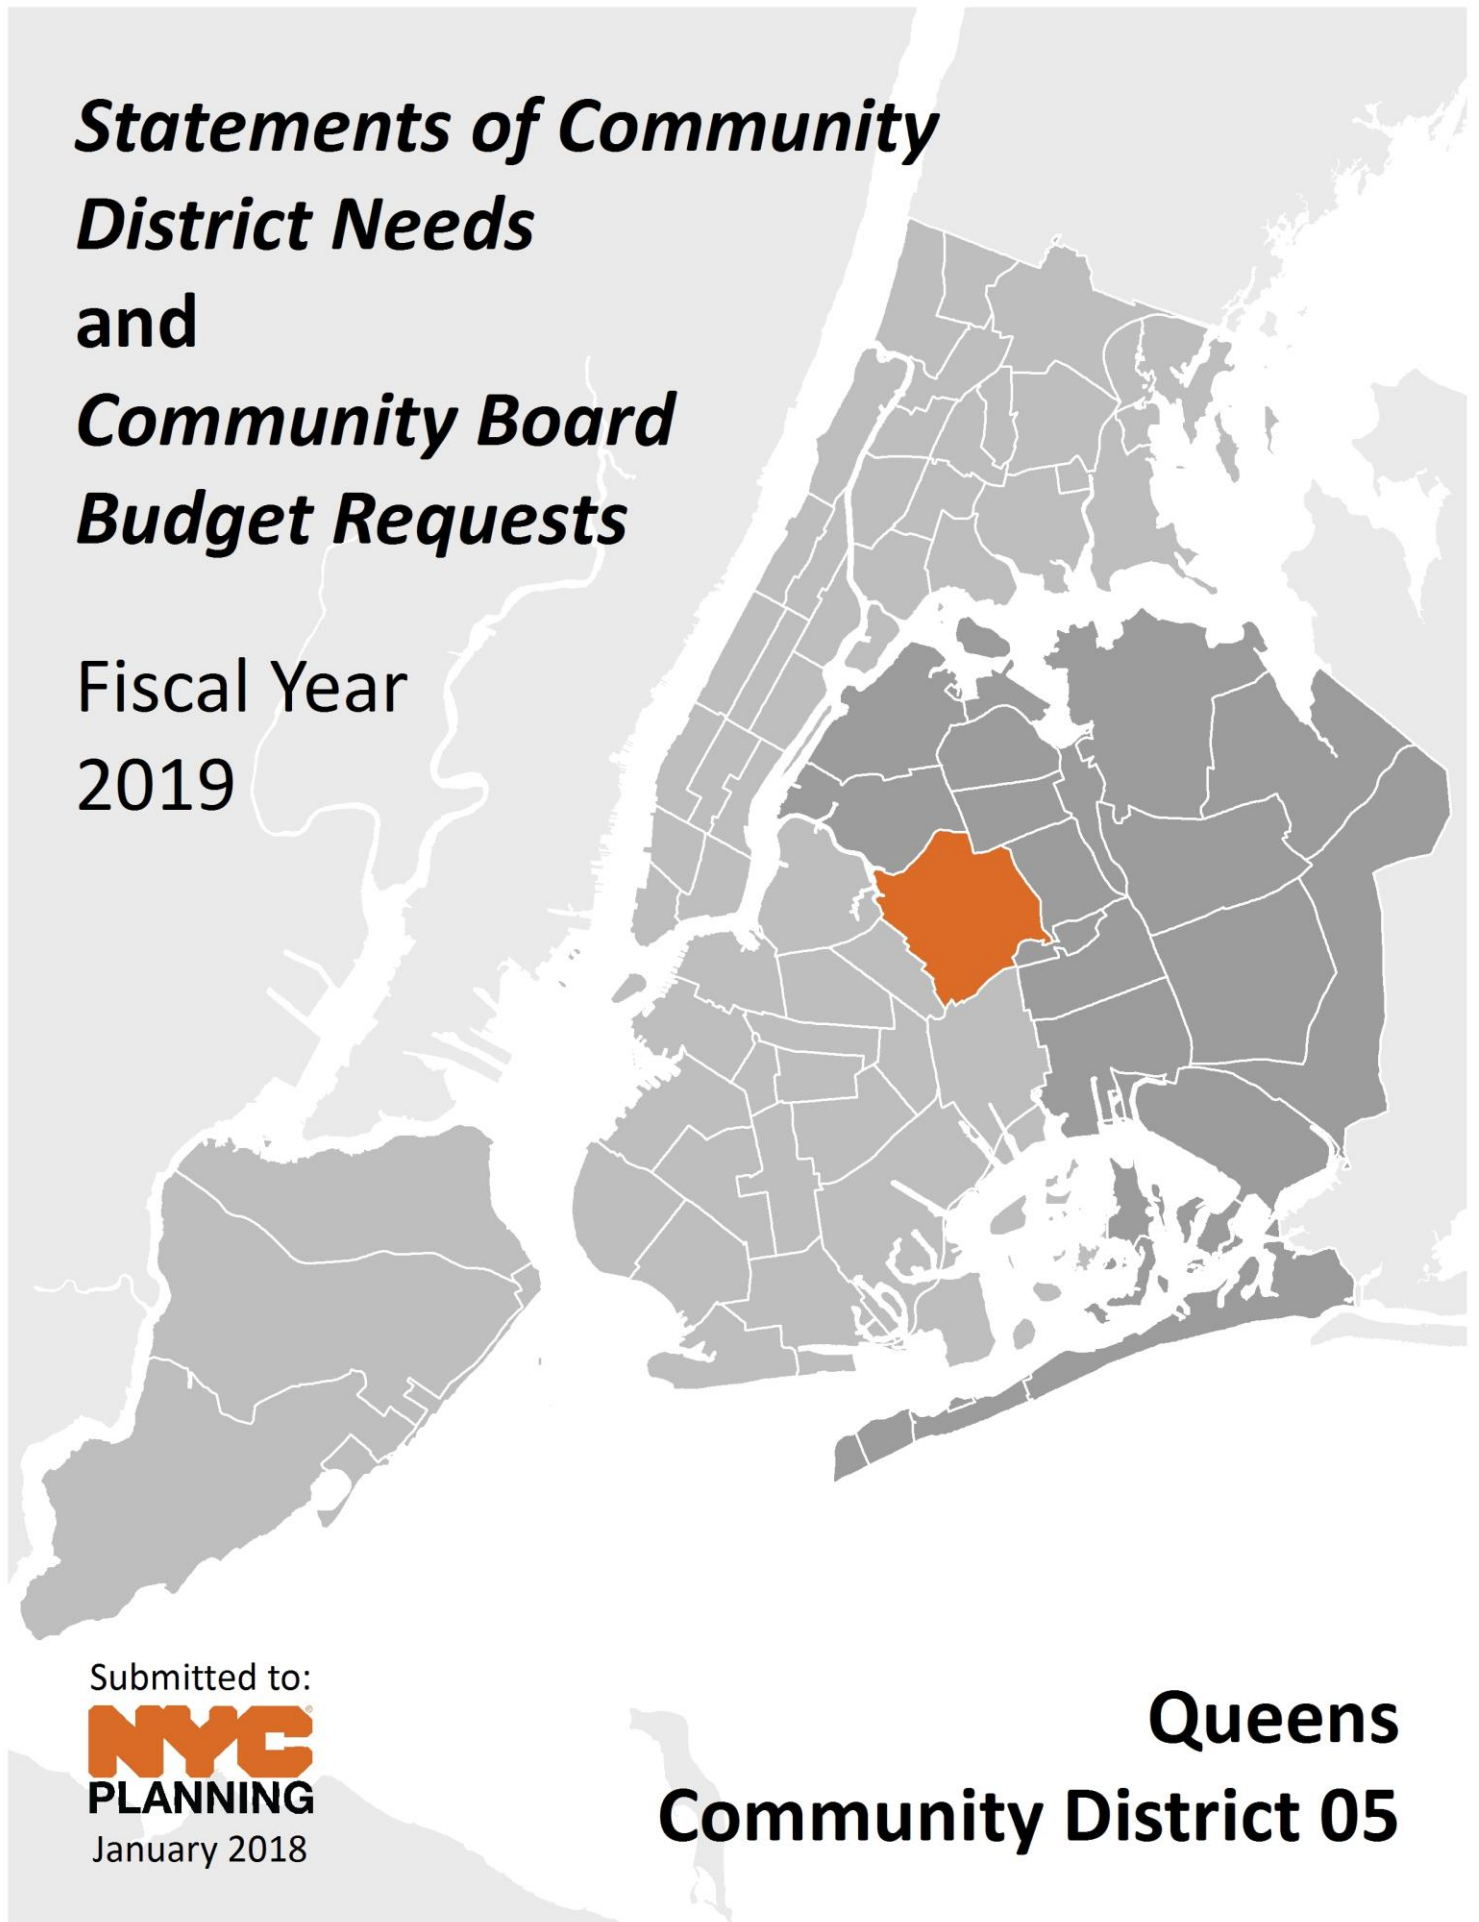 Statements of Community
District Needs
and
Community Board
Budget Requests
Fiscal Year
2019
Submitted to:
NYC
PLANNING
January 2018
Queens
Community District 05